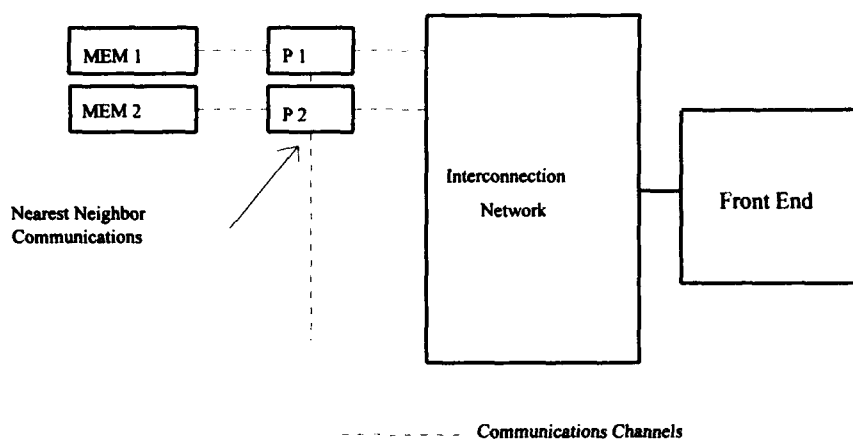 MEM 1
P 1
MEM 2
P 2
Interconnection
Network
Front End
Nearest Neighbor
Communications
Communications Channels